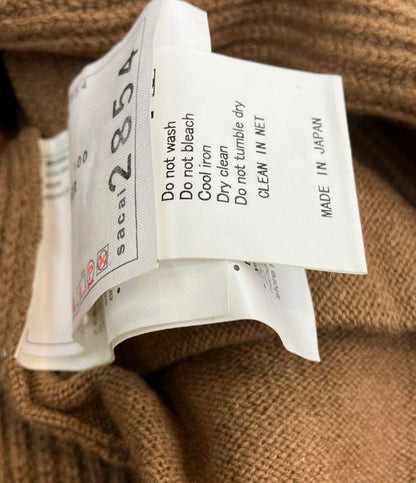 sacai 2854
Do not wash
Do not bleach
Cool iron
Dry clean
Do not tumble dry
CLEAN IN NET
MADE IN JAPAN
store